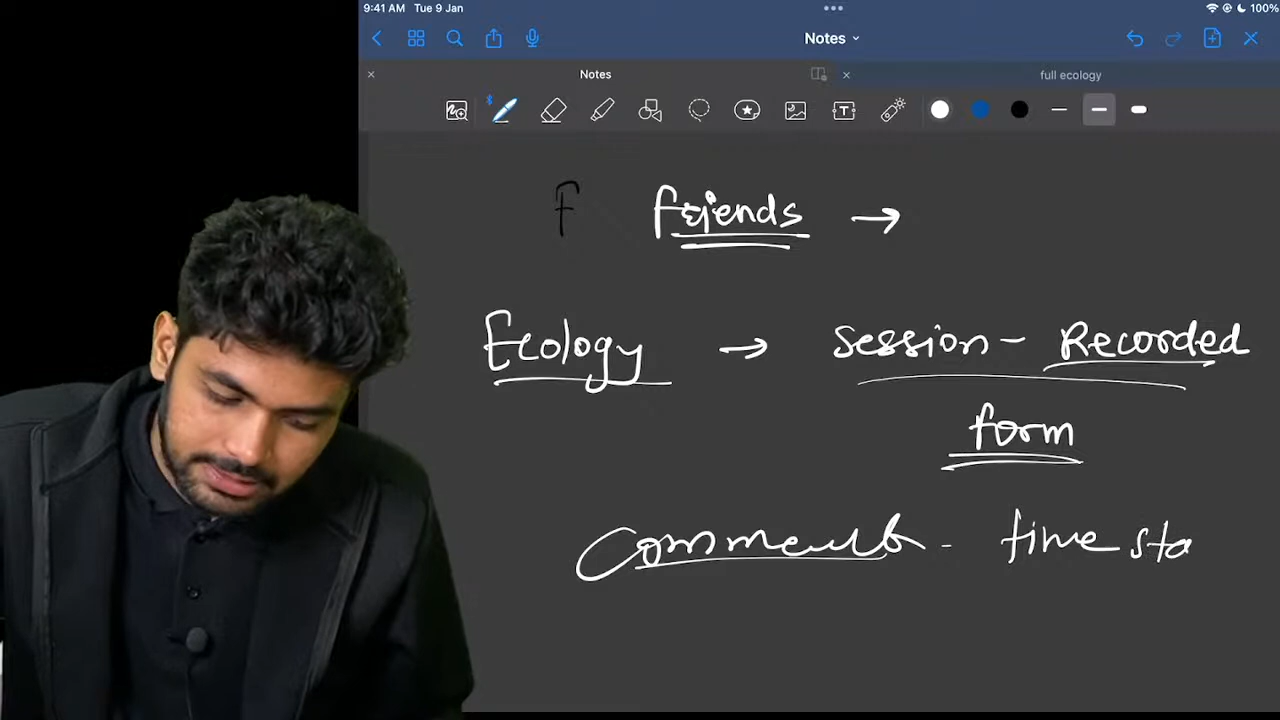 9:41 AM Tue 9 Jan
100%
Notes
Notes
full ecology
F friends →
Ecology → Session - Recorded
form
Comments - time sta